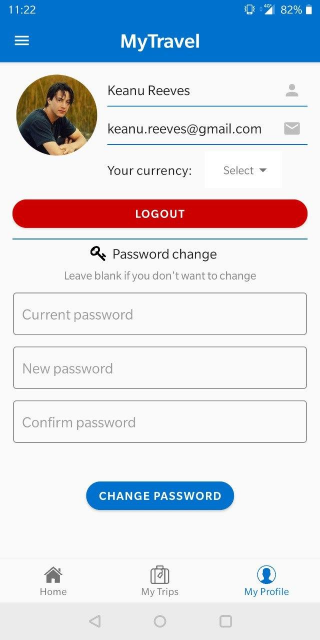 11:22
4G
82%
MyTravel
Keanu Reeves
keanu.reeves@gmail.com
Your currency:
Select
LOGOUT
Password change
Leave blank if you don't want to change
Current password
New password
Confirm password
CHANGE PASSWORD
Home
My Trips
My Profile